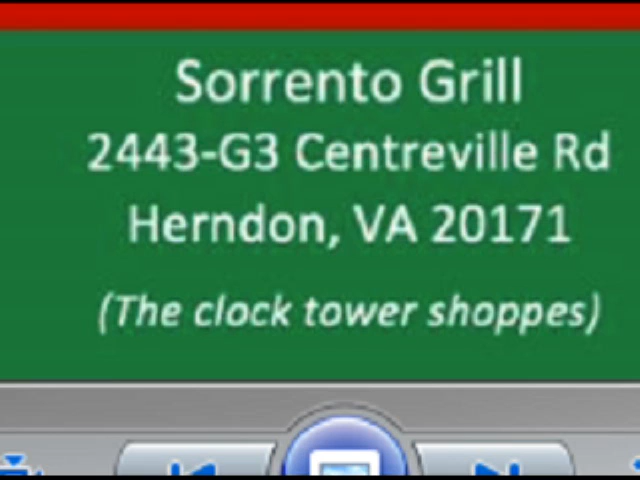 Sorrento Grill
2443-G3 Centreville Rd
Herndon, VA 20171
(The clock tower shoppes)